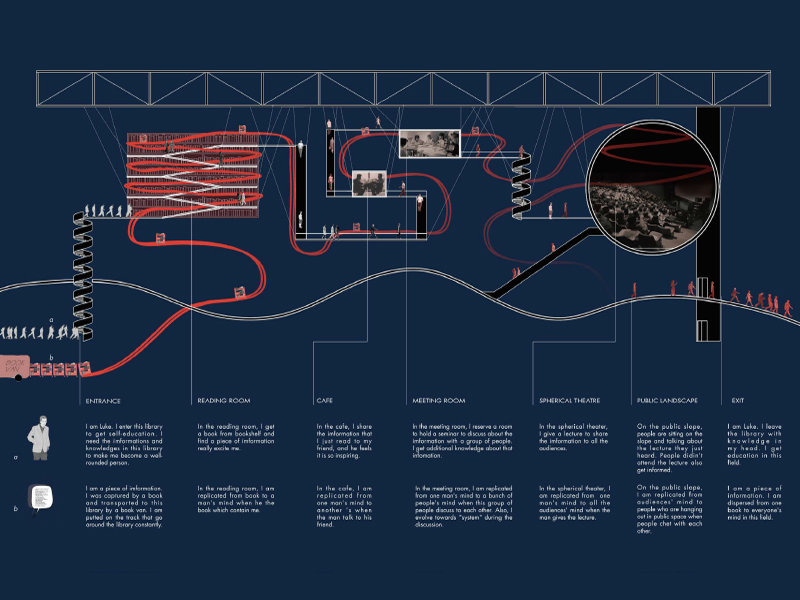 a
BOOK
VAN
b
ENTRANCE
READING ROOM
CAFE
MEETING ROOM
SPHERICAL THEATRE
PUBLIC LANDSCAPE
EXIT
a
I am Luke. I enter this library
to get self-education. I
need the imformations and
knowledges in this library
to make me become a well-
rounded person.
In the reading room, I get
a book from bookshelf and
find a piece of imformation
really excite me.
In the cafe, I share
the imformation that
I just read to my
friend, and he feels
it is so inspiring.
In the meeting room, I reserve a room
to hold a seminar to discuss about the
imformation with a group of people.
I get additional knowledge about that
imformation.
In the spherical theater,
I give a lecture to share
the imformation to all the
audiences.
On the public slope,
people are sitting on the
slope and talking about
the lecture they just
heard. People didn't
attend the lecture also
get informed.
I am Luke. I leave
the library with
knowledge in
my head. I get
education in this
field.
b
I am a piece of imformation.
I was captured by a book
and transported to this
library by a book van. I am
putted on the track that go
around the library constantly.
In the reading room, I am
replicated from book to a
man's mind when he the
book which contain me.
In the cafe, I am
replicated from
one man's mind to
another 's when
the man talk to his
friend.
In the meeting room, I am replicated
from one man's mind to a bunch of
people's mind when this group of
people discuss to each other. Also, I
evolve towards "system" during the
discussion.
In the spherical theater, I
am replicated from one
man's mind to all the
audiences' mind when the
man gives the lecture.
On the public slope,
I am replicated from
audiences' mind to
people who are hanging
out in public space when
people chat with each
other.
I am a piece of
imformation. I am
dispersed from one
book to everyone's
mind in this field.